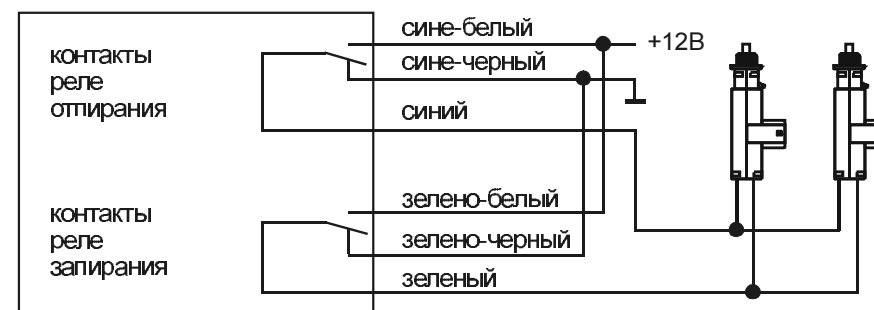 контакты
реле
отпирания
сине-белый
+12В
сине-черный
синий
контакты
реле
запирания
зелено-белый
зелено-черный
зеленый